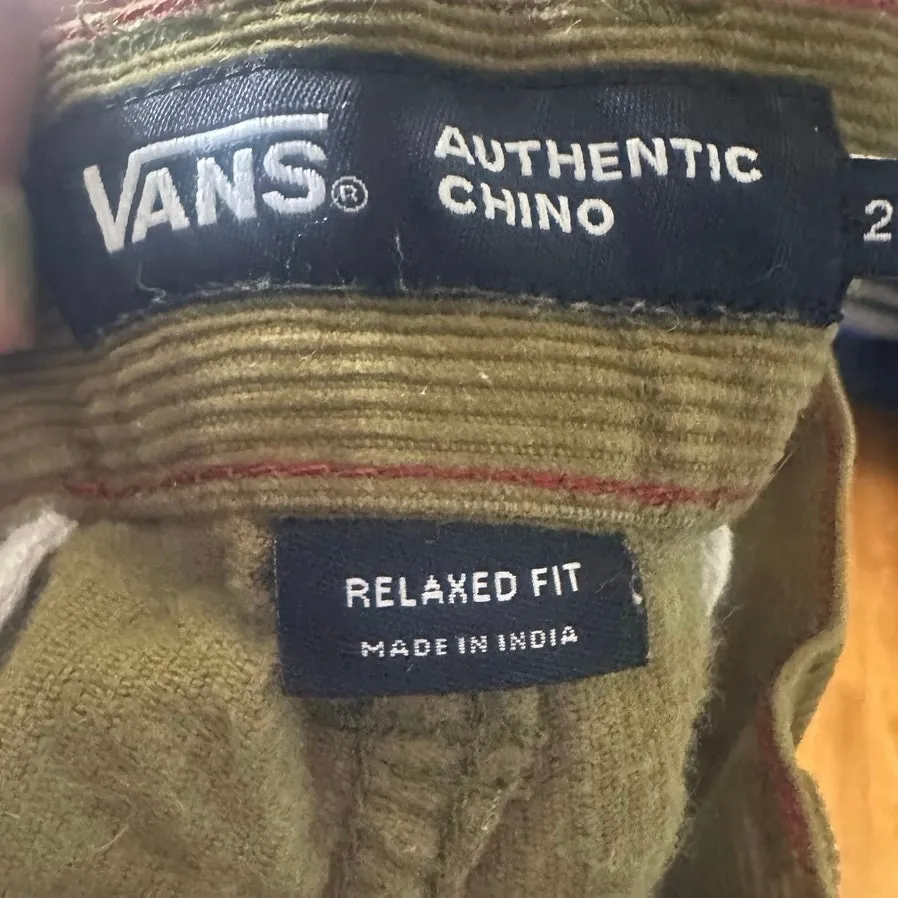 VANS® AUTHENTIC
CHINO
2
RELAXED FIT
MADE IN INDIA